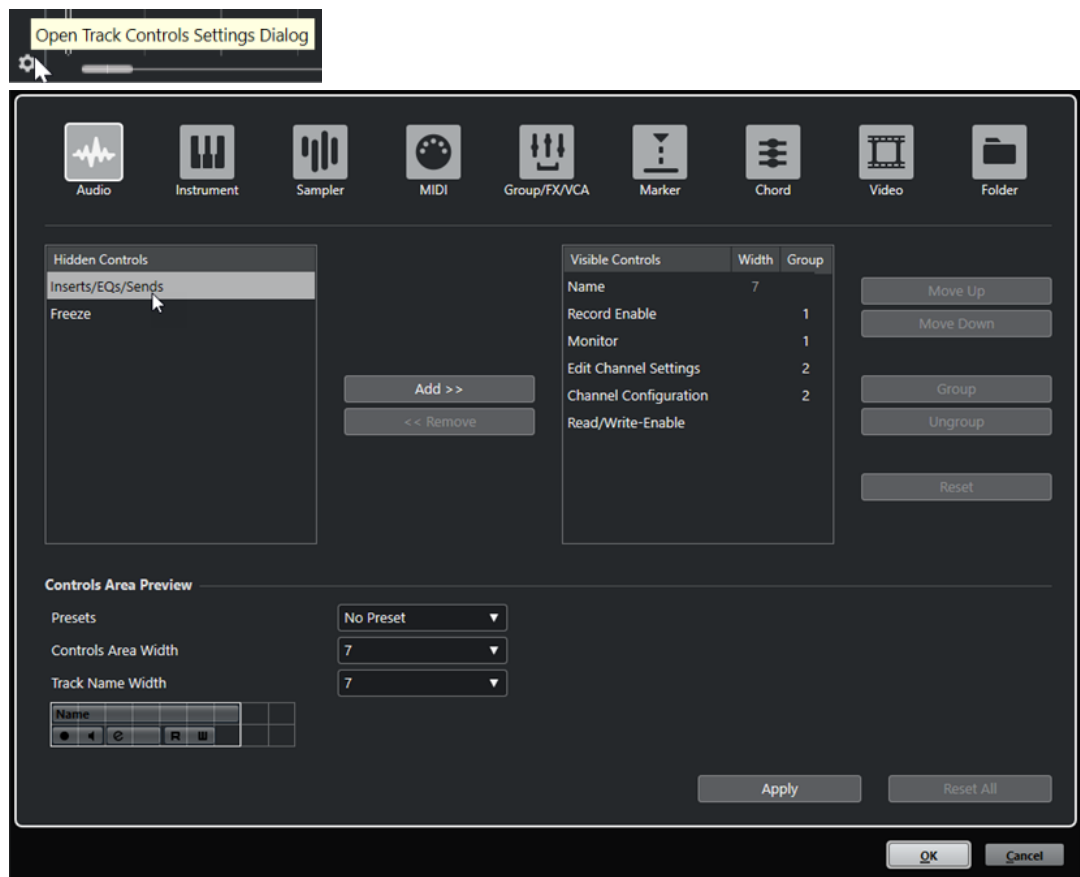 Open Track Controls Settings Dialog
Audio Instrument Sampler MIDI Group/FX/VCA Marker Chord Video Folder
Hidden Controls
Inserts/EQs/Sends
Freeze
Add >>
<< Remove
Visible Controls Width Group
Name 7
Record Enable 1
Monitor 1
Edit Channel Settings 2
Channel Configuration 2
Read/Write-Enable
Move Up
Move Down
Group
Ungroup
Reset
Controls Area Preview
Presets No Preset
Controls Area Width 7
Track Name Width 7
Name
e R W
Apply Reset All
OK Cancel